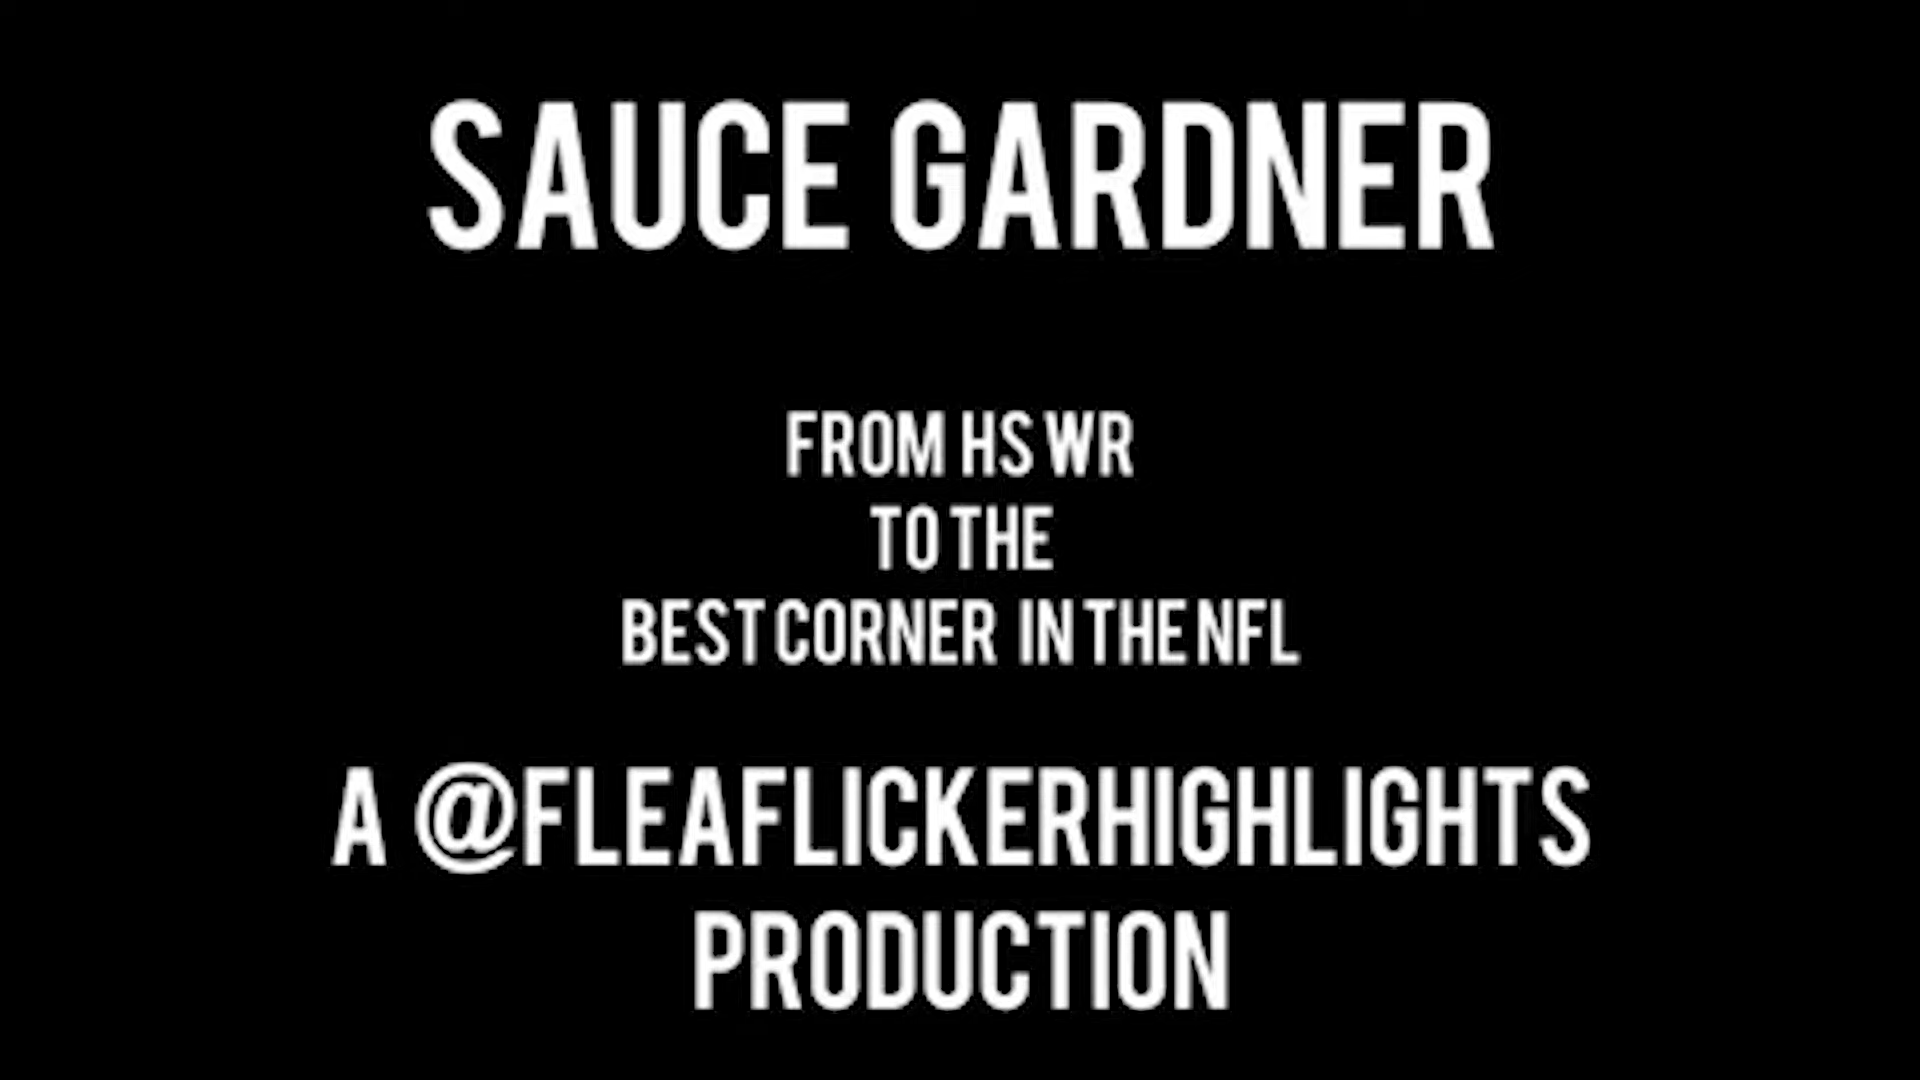 SAUCE GARDNER
FROM HS WR
TO THE
BEST CORNER IN THE NFL
A @FLEAFLICKERHIGHLIGHTS
PRODUCTION